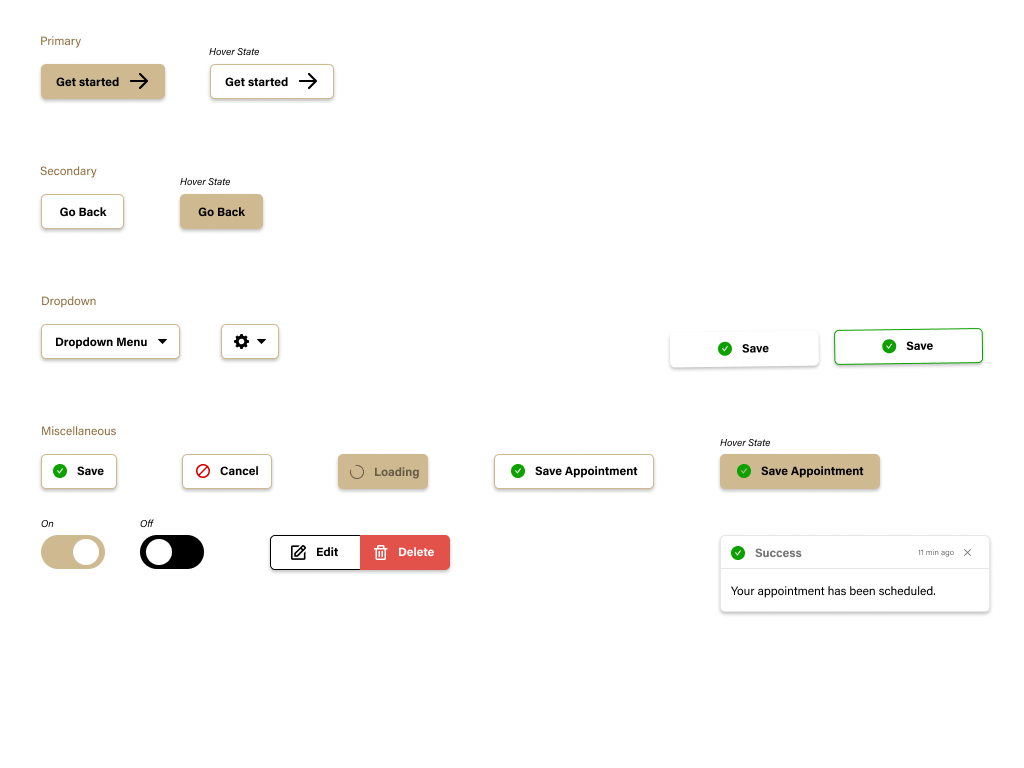 Primary
Hover State
Get started
Get started
Secondary
Hover State
Go Back
Go Back
Dropdown
Dropdown Menu
Save
Save
Miscellaneous
Hover State
Save
Cancel
Loading
Save Appointment
Save Appointment
On
Off
Edit
Delete
Success
11 min ago
Your appointment has been scheduled.